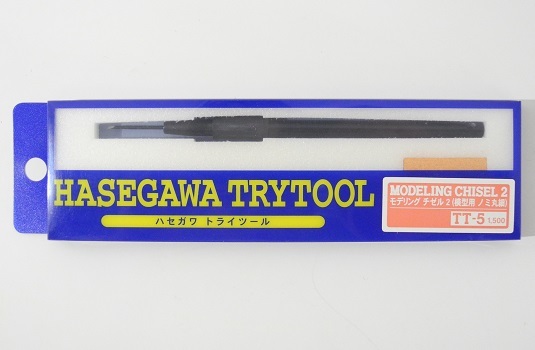 HASEGAWA TRYTOOL
ハセガワ トライツール
MODELING CHISEL 2
モデリング チゼル 2 (模型用 ノミ丸細)
TT-5 1,500